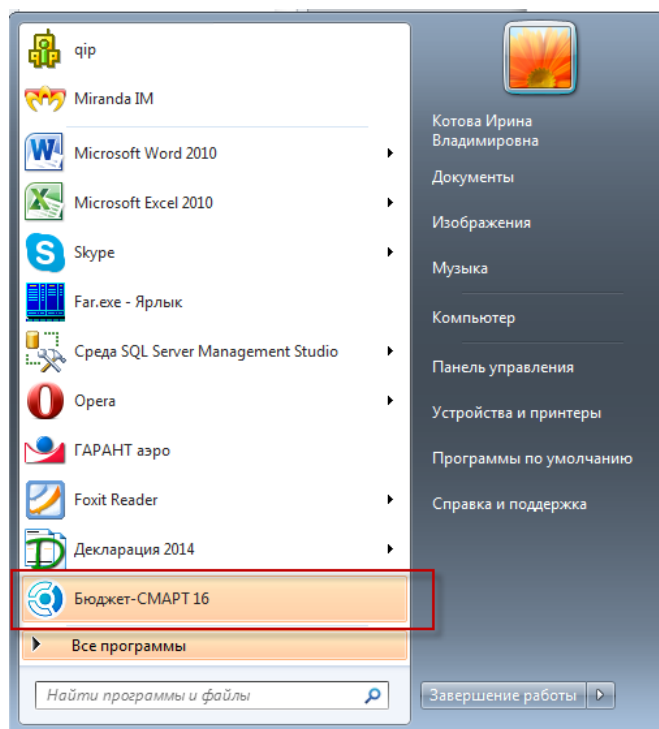 qip
Miranda IM
Microsoft Word 2010
Microsoft Excel 2010
Skype
Far.exe - Ярлык
Среда SQL Server Management Studio
Opera
ГАРАНТ аэро
Foxit Reader
Декларация 2014
Бюджет-СМАРТ 16
Все программы
Найти программы и файлы
Котова Ирина
Владимировна
Документы
Изображения
Музыка
Компьютер
Панель управления
Устройства и принтеры
Программы по умолчанию
Справка и поддержка
Завершение работы